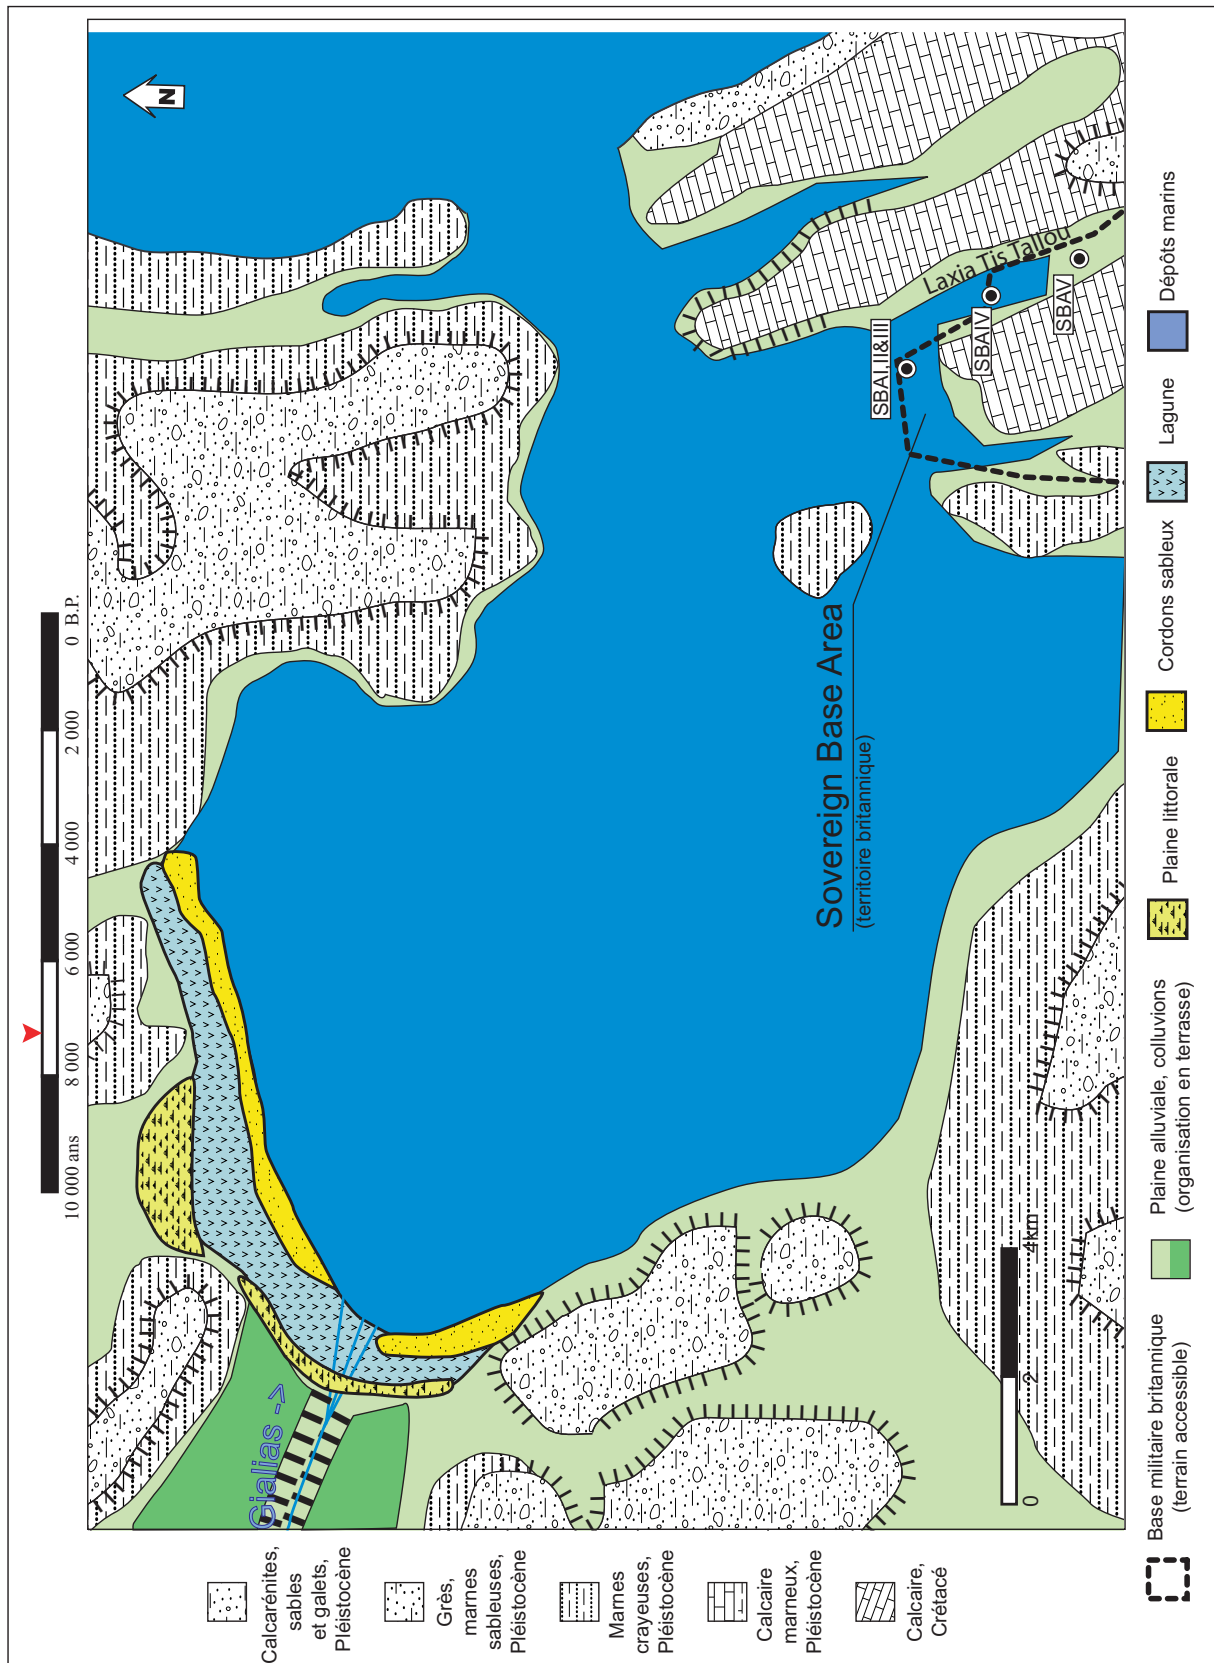 10 000 ans
8 000
6 000
4 000
2 000
0 B.P.
N
Gialias ->
Sovereign Base Area
(territoire britannique)
SBAI,II&III
SBAIV
SBAV
Laxia Tis Tallou
0
2
4km
Calcarénites,
sables
et galets,
Pléistocène
Grès,
marnes
sableuses,
Pléistocène
Marnes
crayeuses,
Pléistocène
Calcaire
marneux,
Pléistocène
Calcaire,
Crétacé
Base militaire britannique
(terrain accessible)
Plaine alluviale, colluvions
(organisation en terrasse)
Plaine littorale
Cordons sableux
Lagune
Dépôts marins